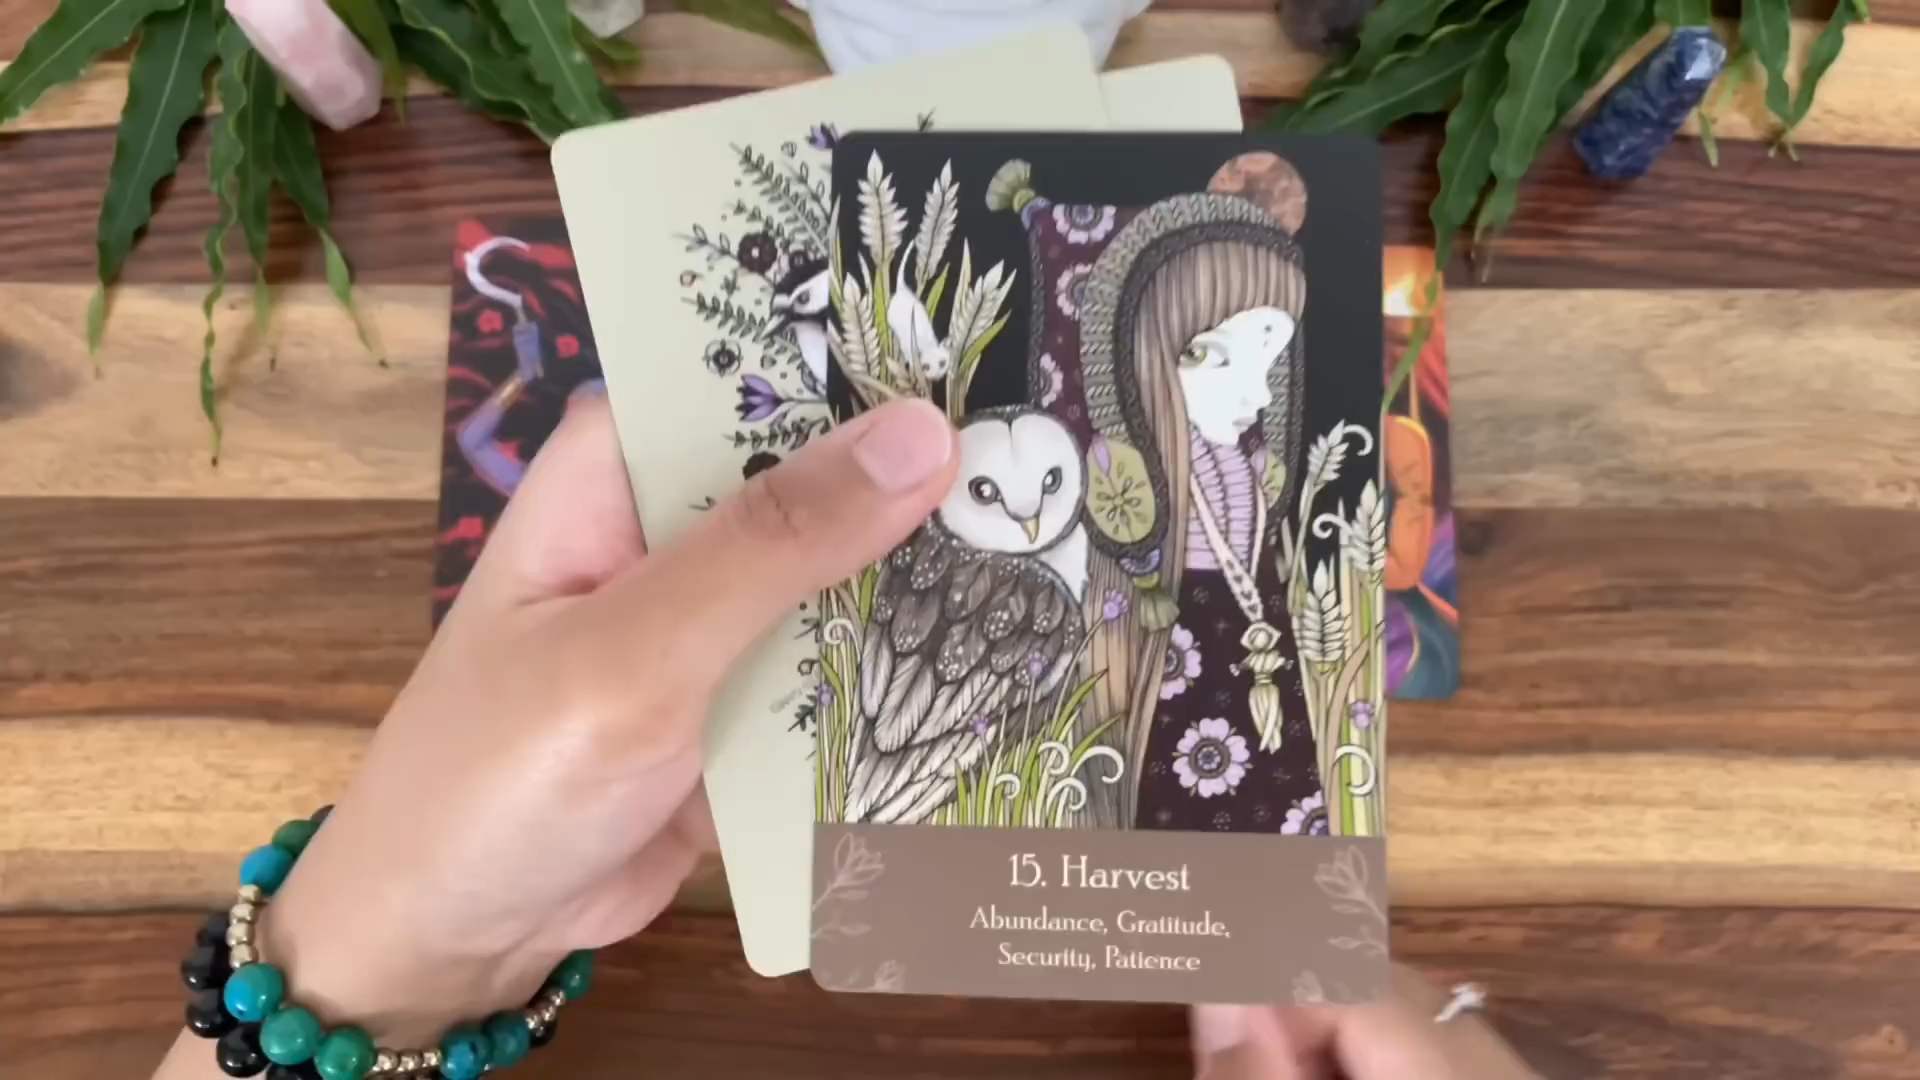 15. Harvest
Abundance, Gratitude,
Security, Patience